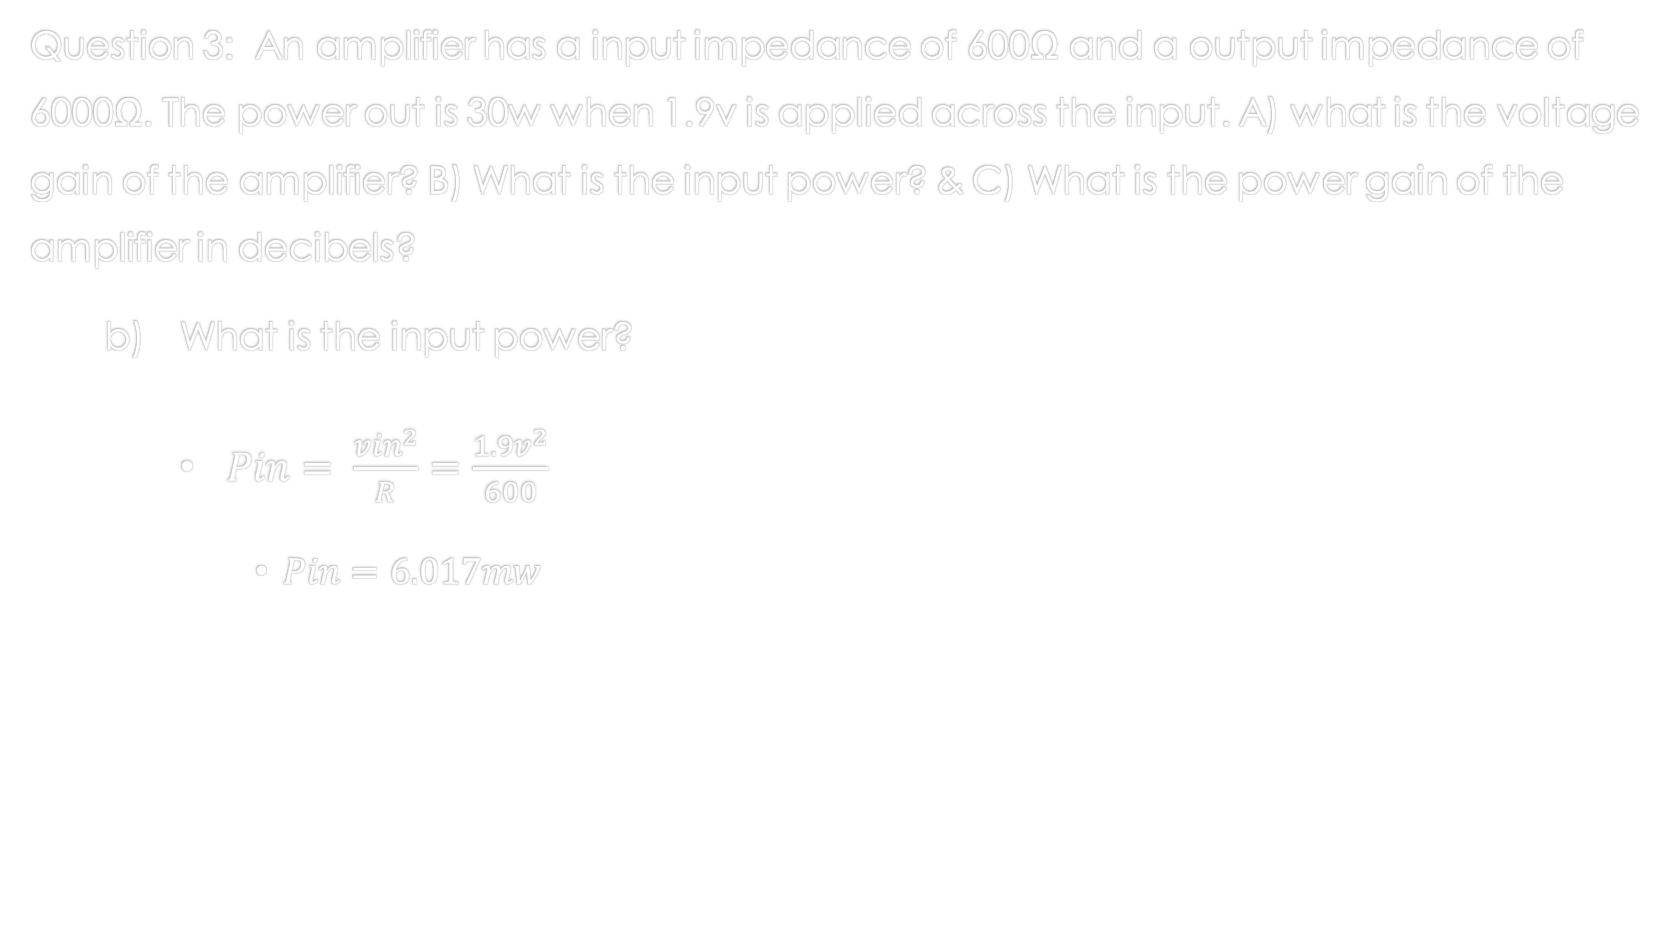 Question 3: An amplifier has a input impedance of 600Ω and a output impedance of
6000Ω. The power out is 30w when 1.9v is applied across the input. A) what is the voltage
gain of the amplifier? B) What is the input power? & C) What is the power gain of the
amplifier in decibels?
b) What is the input power?
• Pin = vin²/R = 1.9v²/600
• Pin = 6.017mw